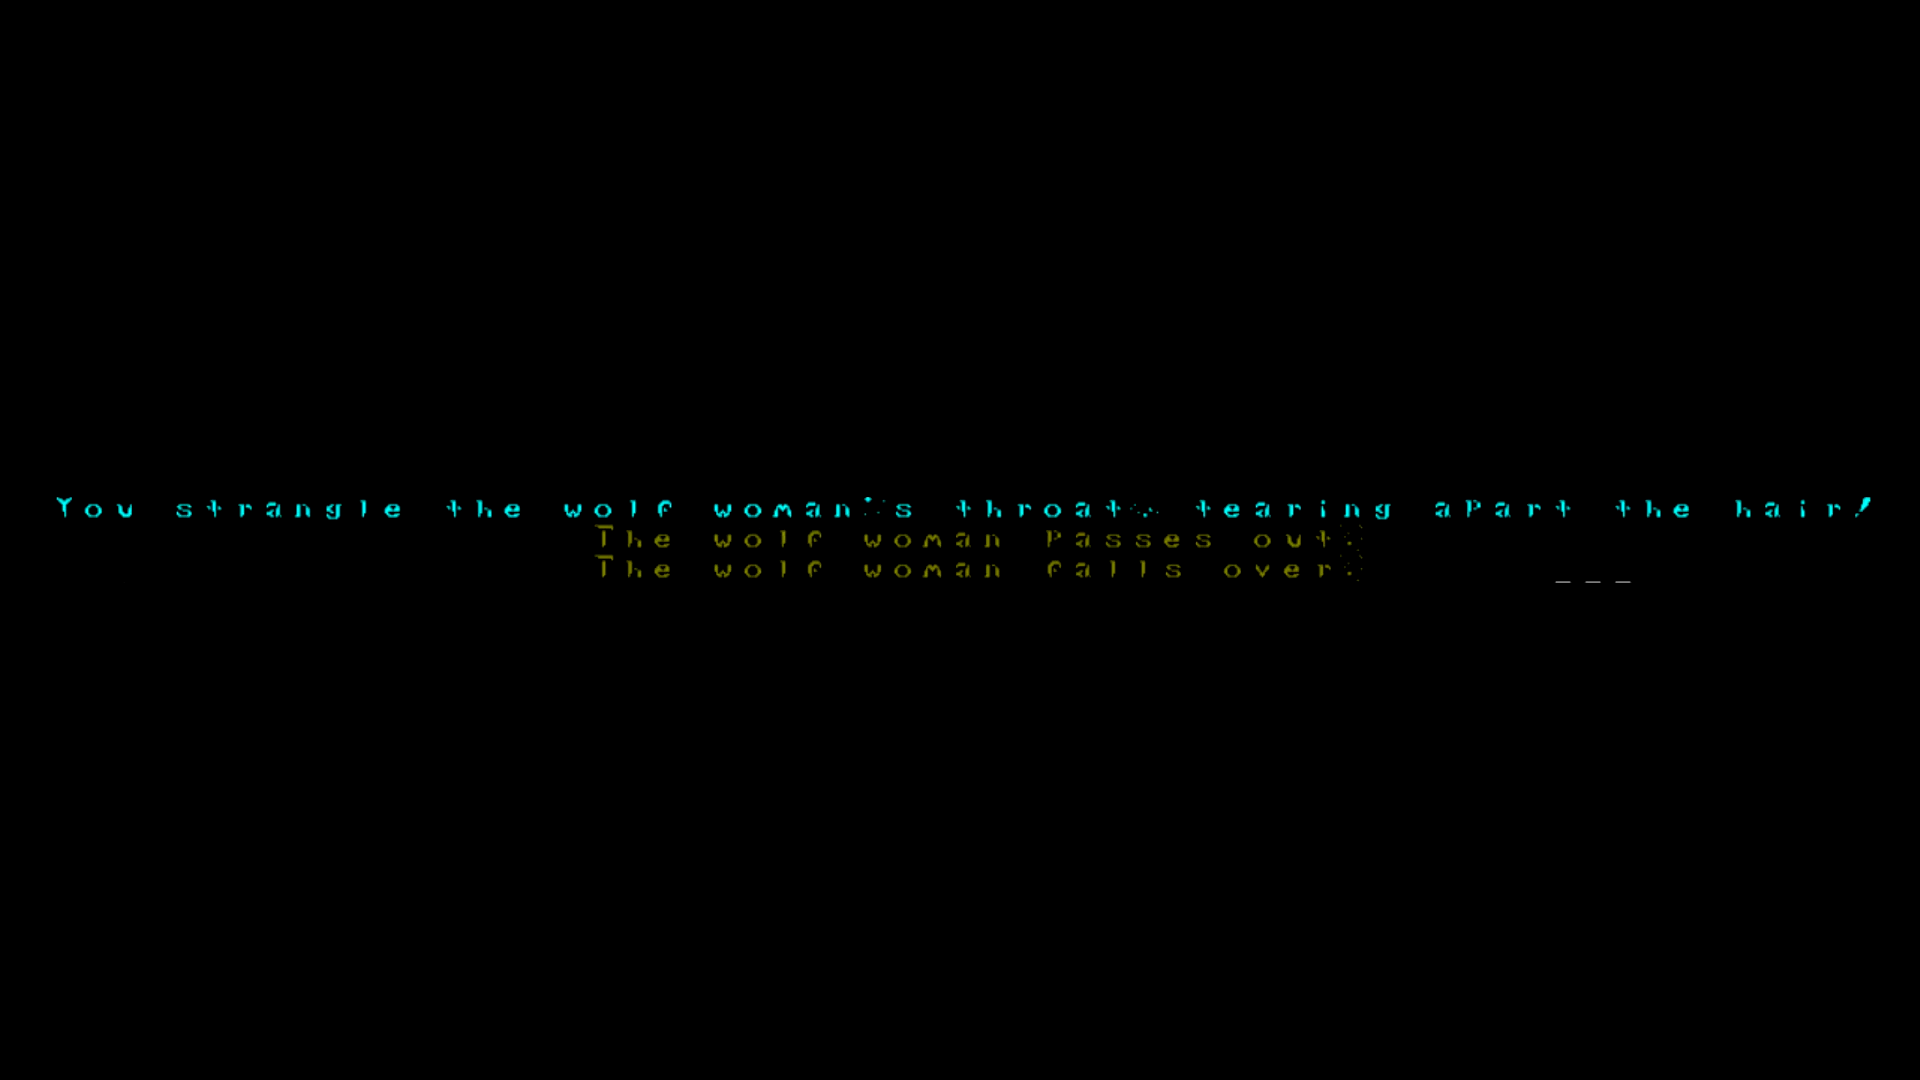 You strangle the wolf woman's throat, tearing apart the hair!
The wolf woman passes out.
The wolf woman falls over.